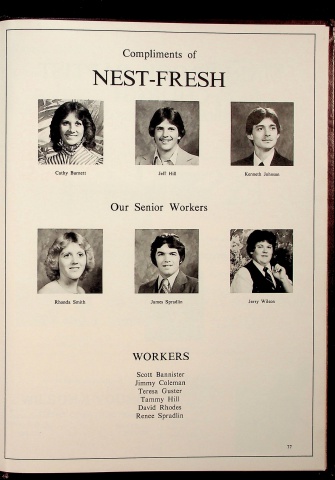 Compliments of
NEST-FRESH
Cathy Burnett
Jeff Hill
Kenneth Johnson
Our Senior Workers
Rhonda Smith
James Spradlin
Jerry Wilson
WORKERS
Scott Bannister
Jimmy Coleman
Teresa Guster
Tammy Hill
David Rhodes
Renee Spradlin
77